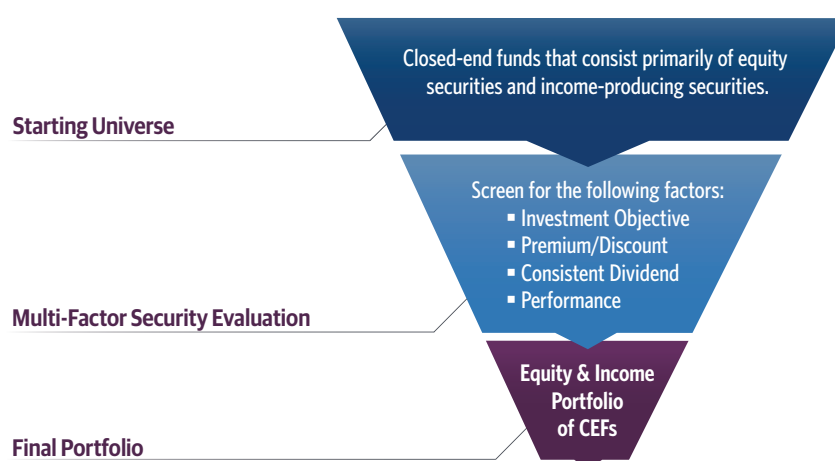 Closed-end funds that consist primarily of equity
securities and income-producing securities.
Starting Universe
Screen for the following factors:
▪ Investment Objective
▪ Premium/Discount
▪ Consistent Dividend
▪ Performance
Multi-Factor Security Evaluation
Equity & Income
Portfolio
of CEFs
Final Portfolio